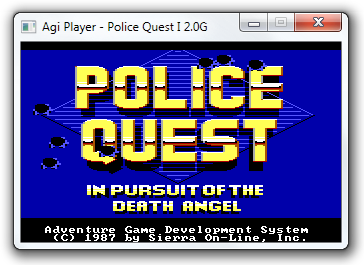 Agi Player - Police Quest I 2.0G
POLICE
QUEST
IN PURSUIT OF THE
DEATH ANGEL
Adventure Game Development System
(C) 1987 by Sierra On-Line, Inc.